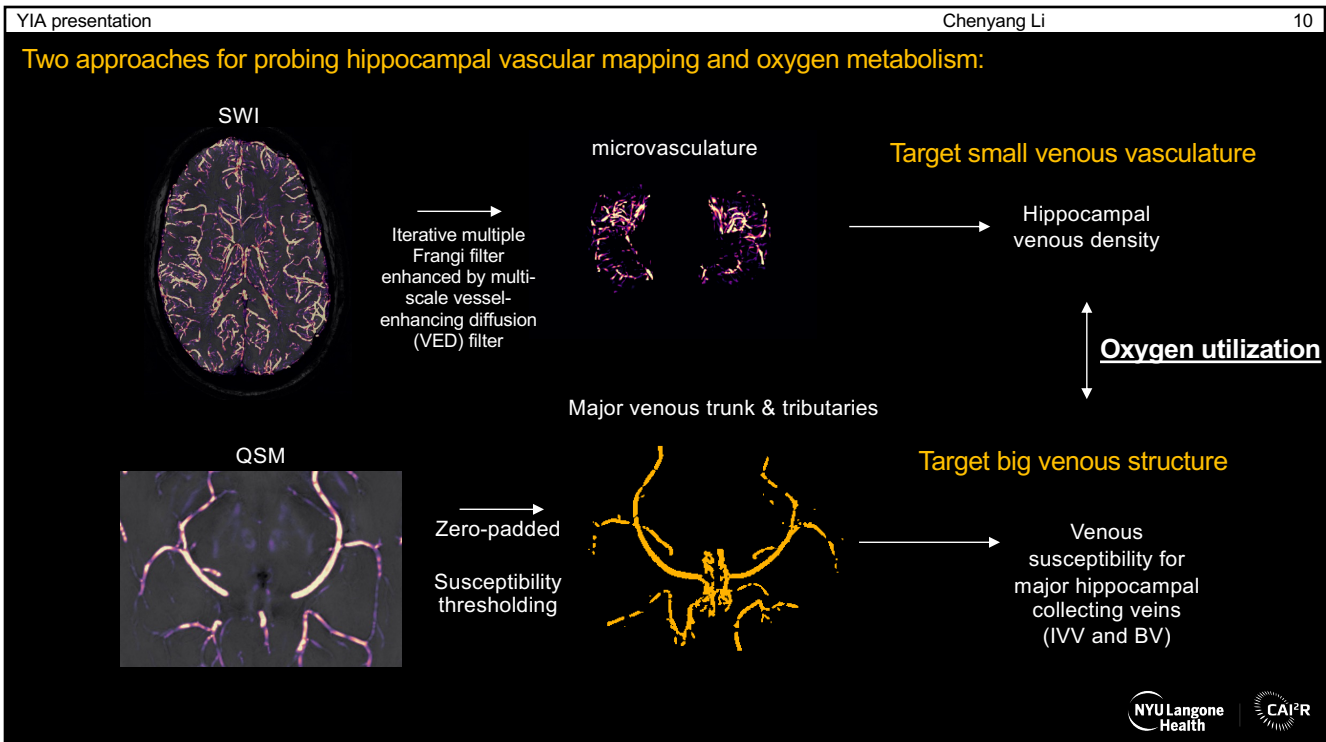 YIA presentation
Chenyang Li
10
Two approaches for probing hippocampal vascular mapping and oxygen metabolism:
SWI
Iterative multiple
Frangi filter
enhanced by multi-
scale vessel-
enhancing diffusion
(VED) filter
microvasculature
Target small venous vasculature
Hippocampal
venous density
Oxygen utilization
QSM
Zero-padded
Susceptibility
thresholding
Major venous trunk & tributaries
Target big venous structure
Venous
susceptibility for
major hippocampal
collecting veins
(IVV and BV)
NYU Langone
Health
CAI²R